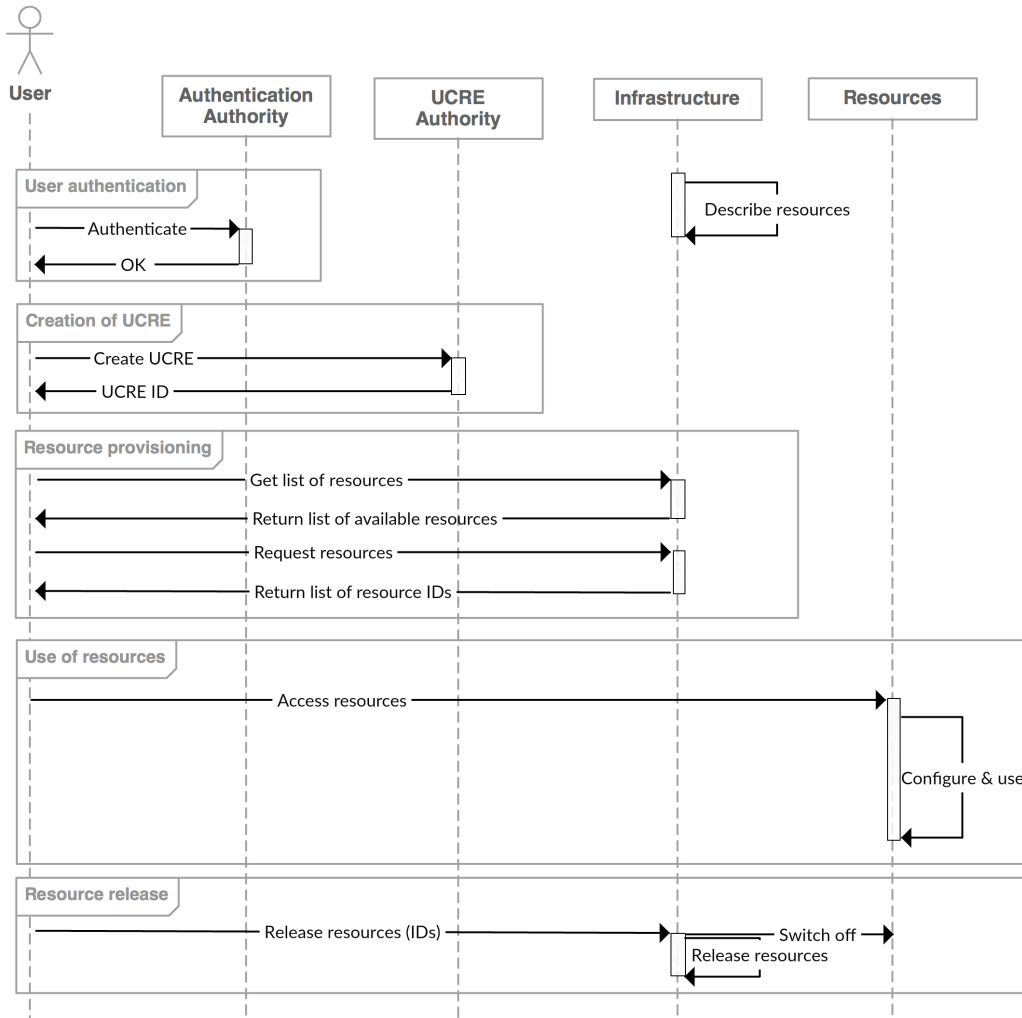 User
Authentication
Authority
UCRE
Authority
Infrastructure
Resources
User authentication
Authenticate
OK
Describe resources
Creation of UCRE
Create UCRE
UCRE ID
Resource provisioning
Get list of resources
Return list of available resources
Request resources
Return list of resource IDs
Use of resources
Access resources
Configure & use
Resource release
Release resources (IDs)
Switch off
Release resources